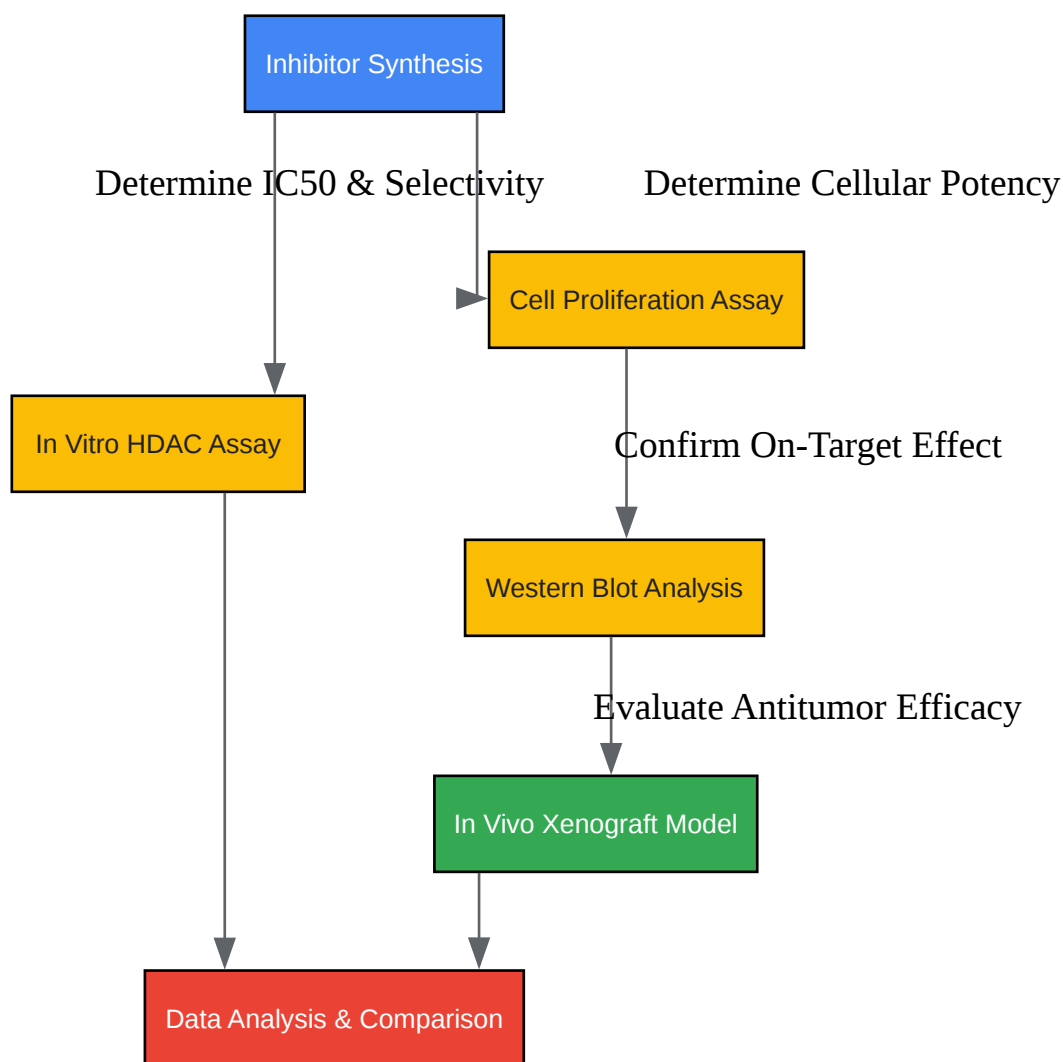 Inhibitor Synthesis
Determine IC50 & Selectivity
Determine Cellular Potency
Cell Proliferation Assay
In Vitro HDAC Assay
Confirm On-Target Effect
Western Blot Analysis
Evaluate Antitumor Efficacy
In Vivo Xenograft Model
Data Analysis & Comparison